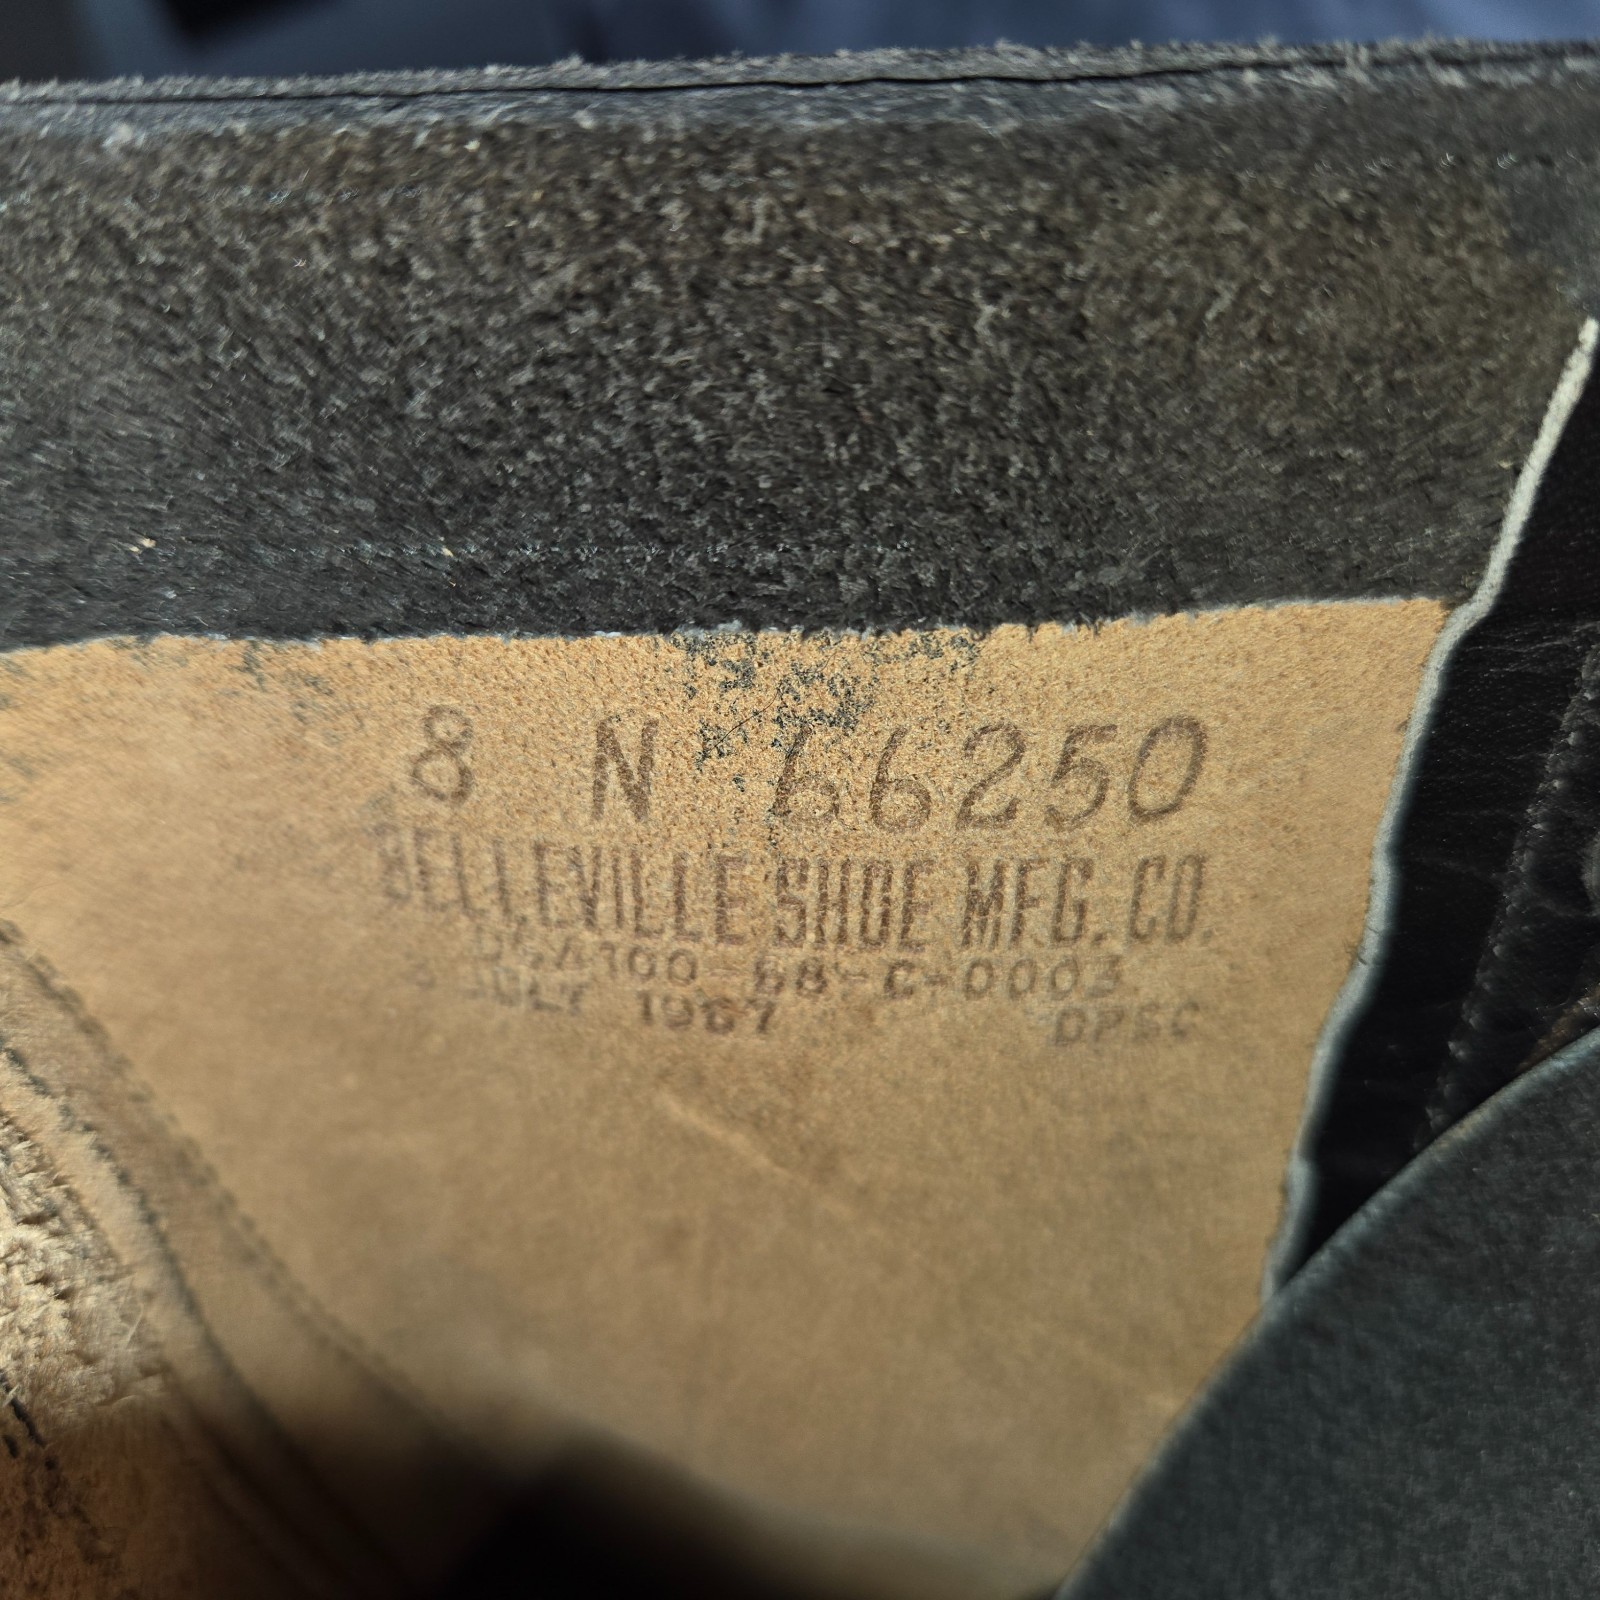 8 N 66250
BELLEVILLE SHOE MFG. CO.
DSA100-68-C-0003
JULY 1967 DPSC